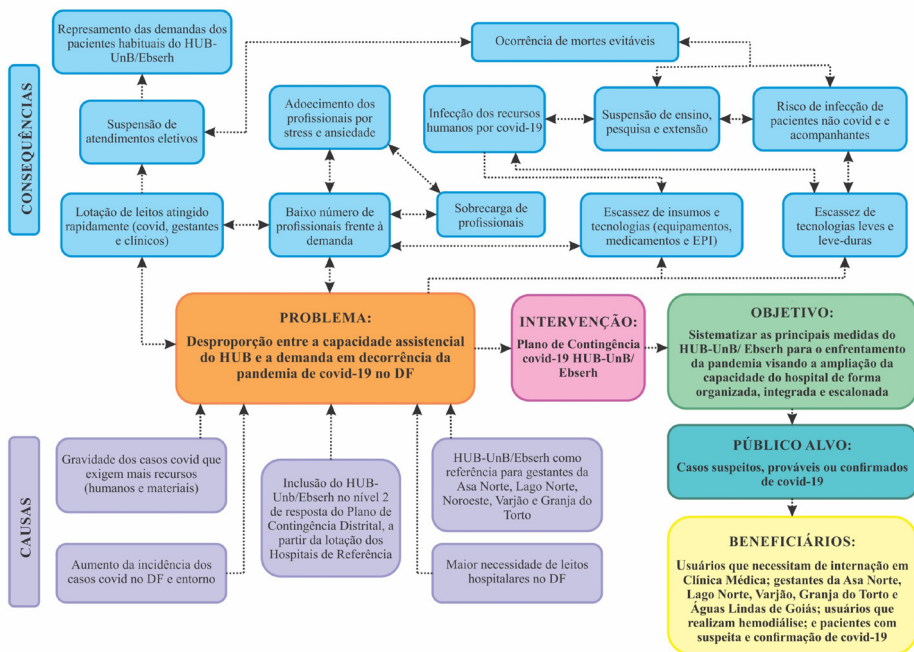 CONSEQUÊNCIAS
Represamento das demandas dos
pacientes habituais do HUB-
UnB/Ebserh
Ocorrência de mortes evitáveis
Suspensão de
atendimentos eletivos
Adoecimento dos
profissionais por
stress e ansiedade
Infecção dos recursos
humanos por covid-19
Suspensão de ensino,
pesquisa e extensão
Risco de infecção de
pacientes não covid e e
acompanhantes
Lotação de leitos atingido
rapidamente (covid, gestantes
e clínicos)
Baixo número de
profissionais frente à
demanda
Sobrecarga de
profissionais
Escassez de insumos e
tecnologias (equipamentos,
medicamentos e EPI)
Escassez de
tecnologias leves e
leve-duras
PROBLEMA:
Desproporção entre a capacidade assistencial
do HUB e a demanda em decorrência da
pandemia de covid-19 no DF
INTERVENÇÃO:
Plano de Contingência
covid-19 HUB-UnB/
Ebserh
OBJETIVO:
Sistematizar as principais medidas do
HUB-UnB/ Ebserh para o enfrentamento
da pandemia visando a ampliação da
capacidade do hospital de forma
organizada, integrada e escalonada
PÚBLICO ALVO:
Casos suspeitos, prováveis ou confirmados
de covid-19
BENEFICIÁRIOS:
Usuários que necessitam de internação em
Clínica Médica; gestantes da Asa Norte,
Lago Norte, Varjão, Granja do Torto e
Águas Lindas de Goiás; usuários que
realizam hemodiálise; e pacientes com
suspeita e confirmação de covid-19
CAUSAS
Gravidade dos casos covid que
exigem mais recursos
(humanos e materiais)
Aumento da incidência dos
casos covid no DF e entorno
Inclusão do HUB-
Unb/Ebserh no nível 2
de resposta do Plano de
Contingência Distrital, a
partir da lotação dos
Hospitais de Referência
HUB-UnB/Ebserh como
referência para gestantes da
Asa Norte, Lago Norte,
Noroeste, Varjão e Granja do
Torto
Maior necessidade de leitos
hospitalares no DF